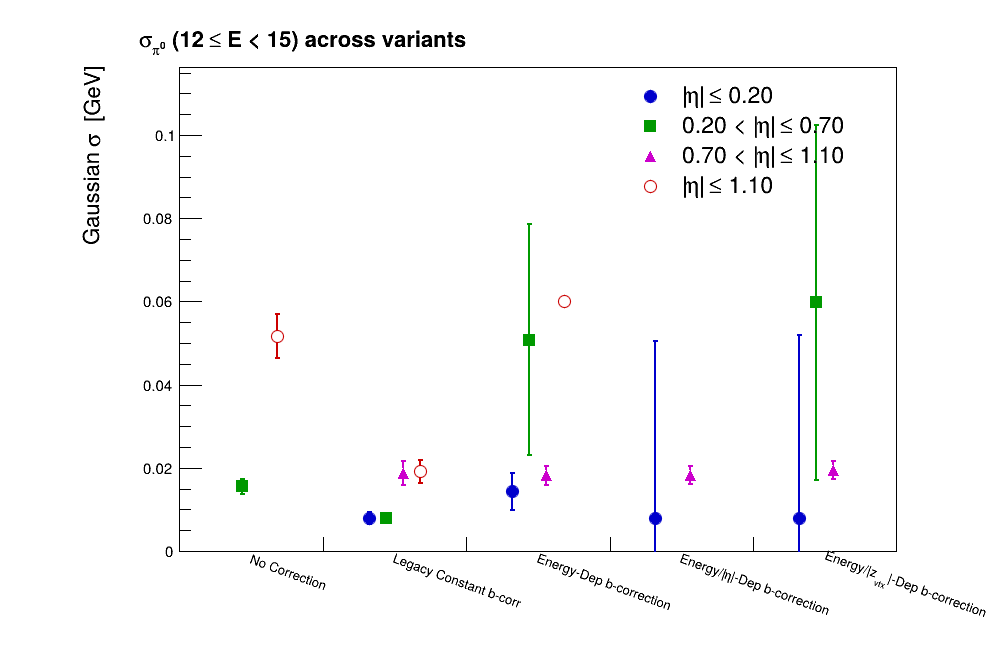 σπ⁰ (12 ≤ E < 15) across variants
Gaussian σ [GeV]
|η| ≤ 0.20
0.20 < |η| ≤ 0.70
0.70 < |η| ≤ 1.10
|η| ≤ 1.10
0.1
0.08
0.06
0.04
0.02
0
No Correction
Legacy Constant b-corr
Energy-Dep b-correction
Energy/|η|-Dep b-correction
Energy/|z_vtx|-Dep b-correction